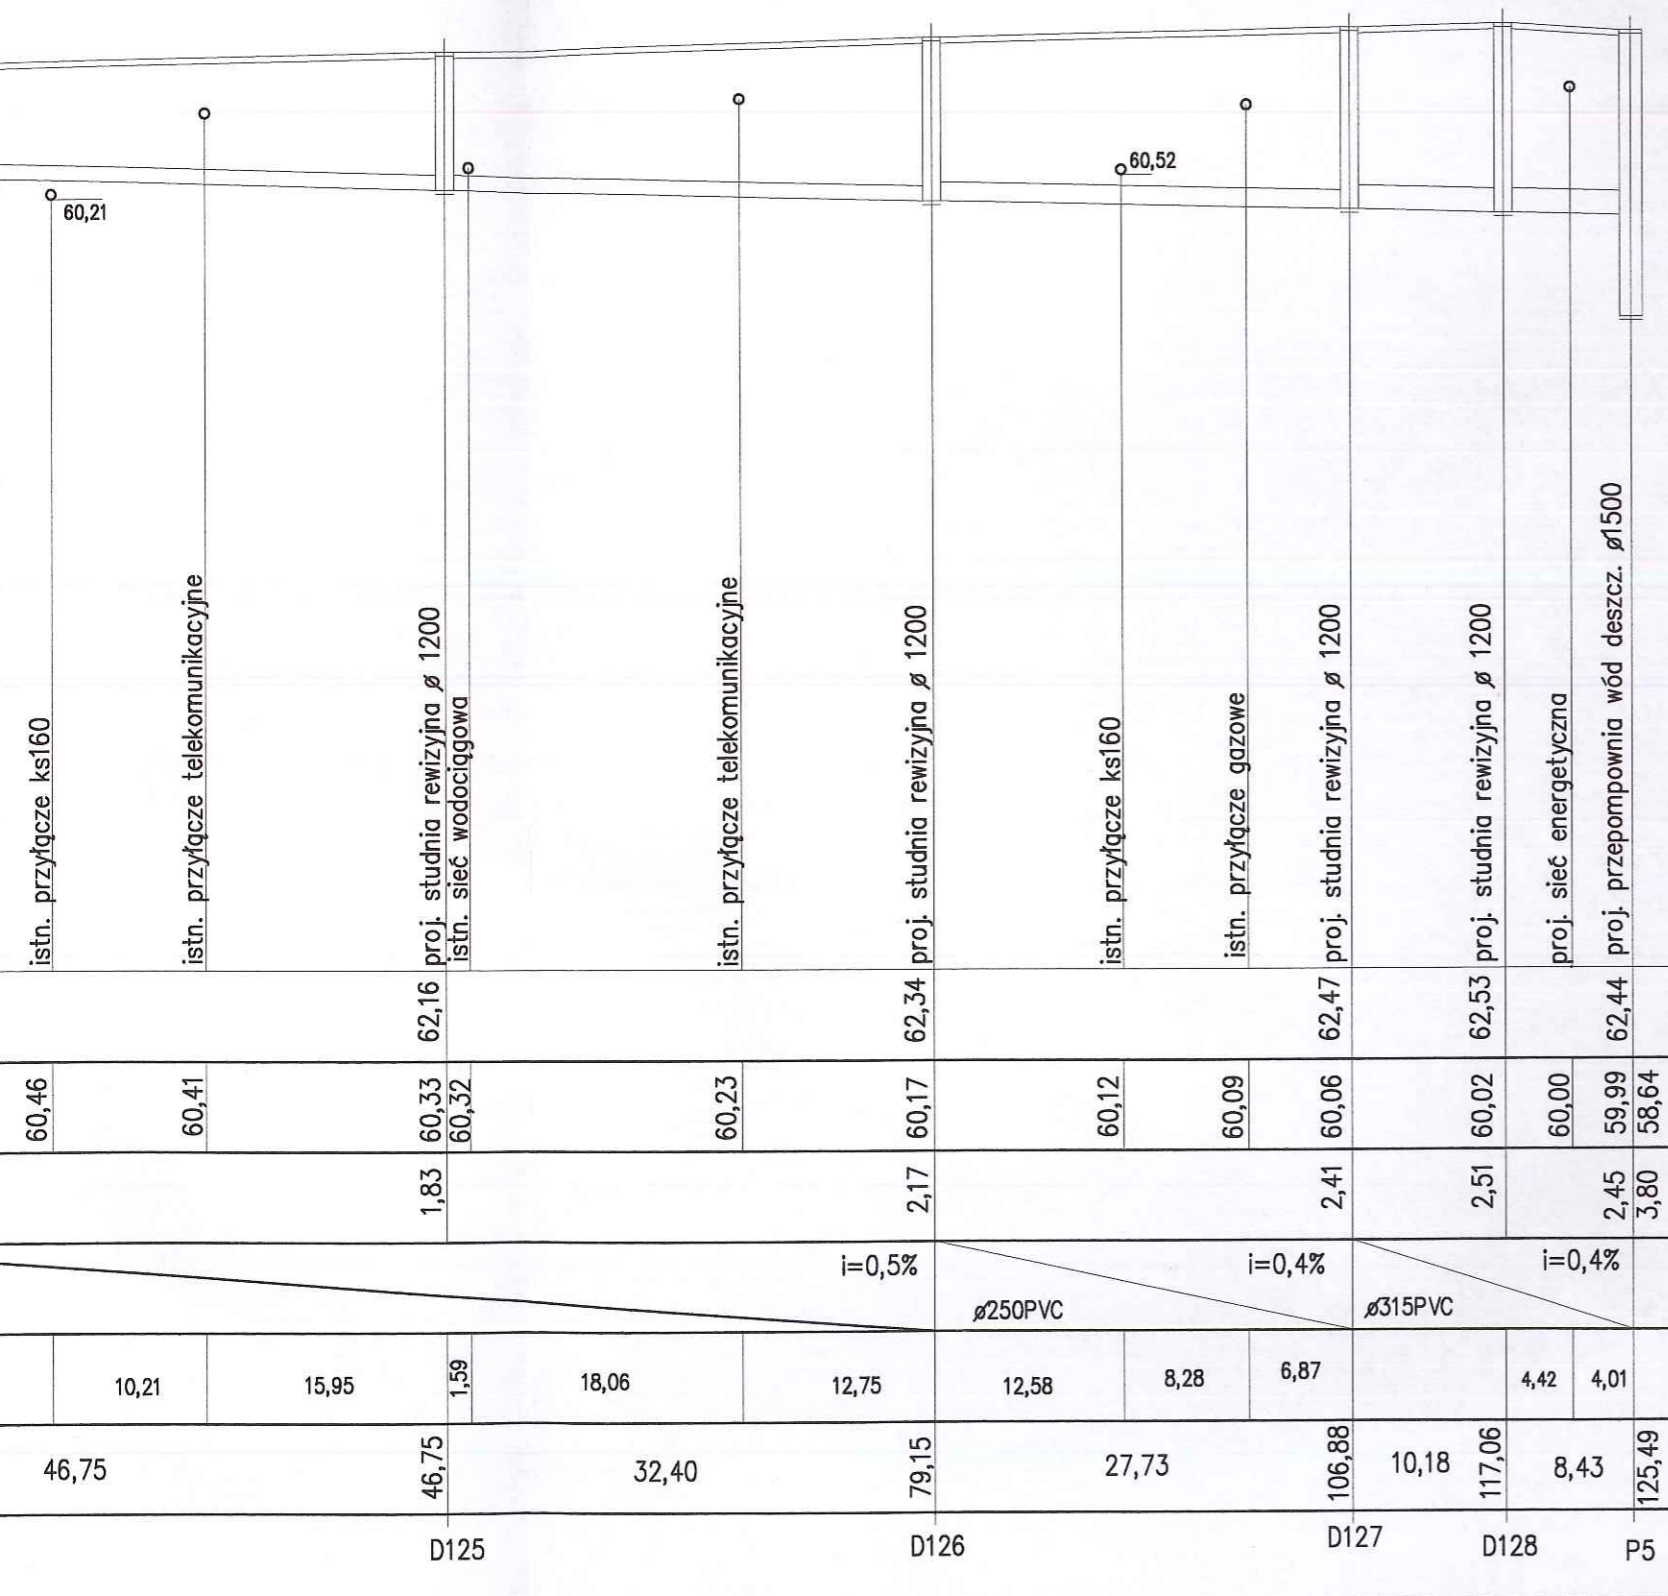 60,21
60,52
istn. przyłącze ks160
istn. przyłącze telekomunikacyjne
proj. studnia rewizyjna ø 1200
istn. sieć wodociągowa
istn. przyłącze telekomunikacyjne
proj. studnia rewizyjna ø 1200
istn. przyłącze ks160
istn. przyłącze gazowe
proj. studnia rewizyjna ø 1200
proj. studnia rewizyjna ø 1200
proj. sieć energetyczna
proj. przepompownia wód deszcz. ø1500
62,16 62,34 62,47 62,53 62,44
60,46 60,41 60,33 60,32 60,23 60,17 60,12 60,09 60,06 60,02 60,00 59,99 58,64
1,83 2,17 2,41 2,51 2,45 3,80
i=0,5% i=0,4% i=0,4%
ø250PVC ø315PVC
10,21 15,95 1,59 18,06 12,75 12,58 8,28 6,87 4,42 4,01
46,75 46,75 32,40 79,15 27,73 106,88 10,18 117,06 8,43 125,49
D125 D126 D127 D128 P5